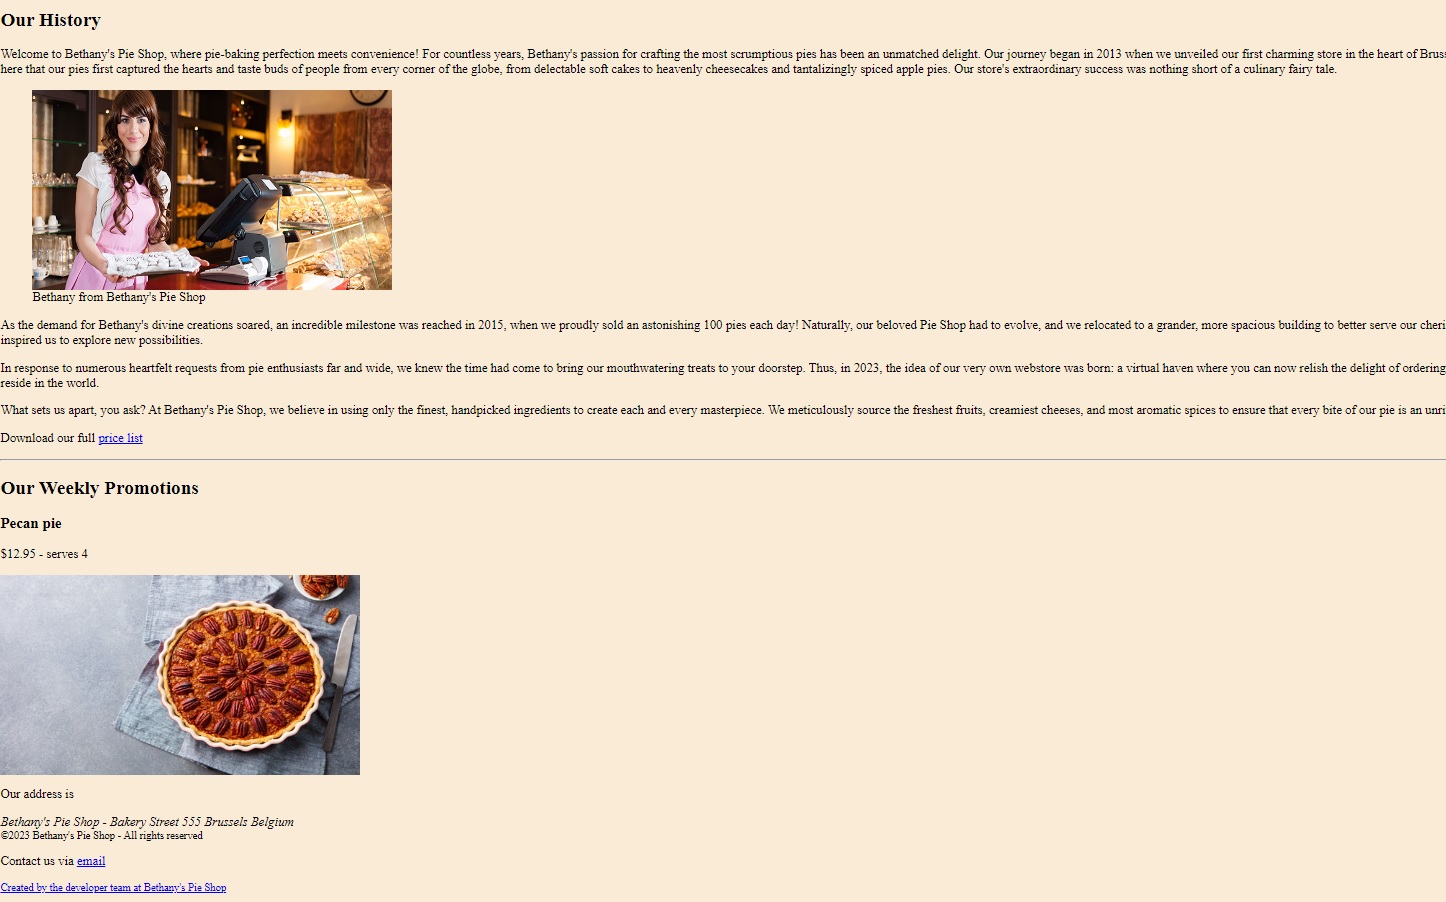 Our History
Welcome to Bethany's Pie Shop, where pie-baking perfection meets convenience! For countless years, Bethany's passion for crafting the most scrumptious pies has been an unmatched delight. Our journey began in 2013 when we unveiled our first charming store in the heart of Brus
here that our pies first captured the hearts and taste buds of people from every corner of the globe, from delectable soft cakes to heavenly cheesecakes and tantalizingly spiced apple pies. Our store's extraordinary success was nothing short of a culinary fairy tale.
Bethany from Bethany's Pie Shop
As the demand for Bethany's divine creations soared, an incredible milestone was reached in 2015, when we proudly sold an astonishing 100 pies each day! Naturally, our beloved Pie Shop had to evolve, and we relocated to a grander, more spacious building to better serve our cheri
inspired us to explore new possibilities.
In response to numerous heartfelt requests from pie enthusiasts far and wide, we knew the time had come to bring our mouthwatering treats to your doorstep. Thus, in 2023, the idea of our very own webstore was born: a virtual haven where you can now relish the delight of ordering
reside in the world.
What sets us apart, you ask? At Bethany's Pie Shop, we believe in using only the finest, handpicked ingredients to create each and every masterpiece. We meticulously source the freshest fruits, creamiest cheeses, and most aromatic spices to ensure that every bite of our pie is an unri
Download our full price list
Our Weekly Promotions
Pecan pie
$12.95 - serves 4
Our address is
Bethany's Pie Shop - Bakery Street 555 Brussels Belgium
©2023 Bethany's Pie Shop - All rights reserved
Contact us via email
Created by the developer team at Bethany's Pie Shop